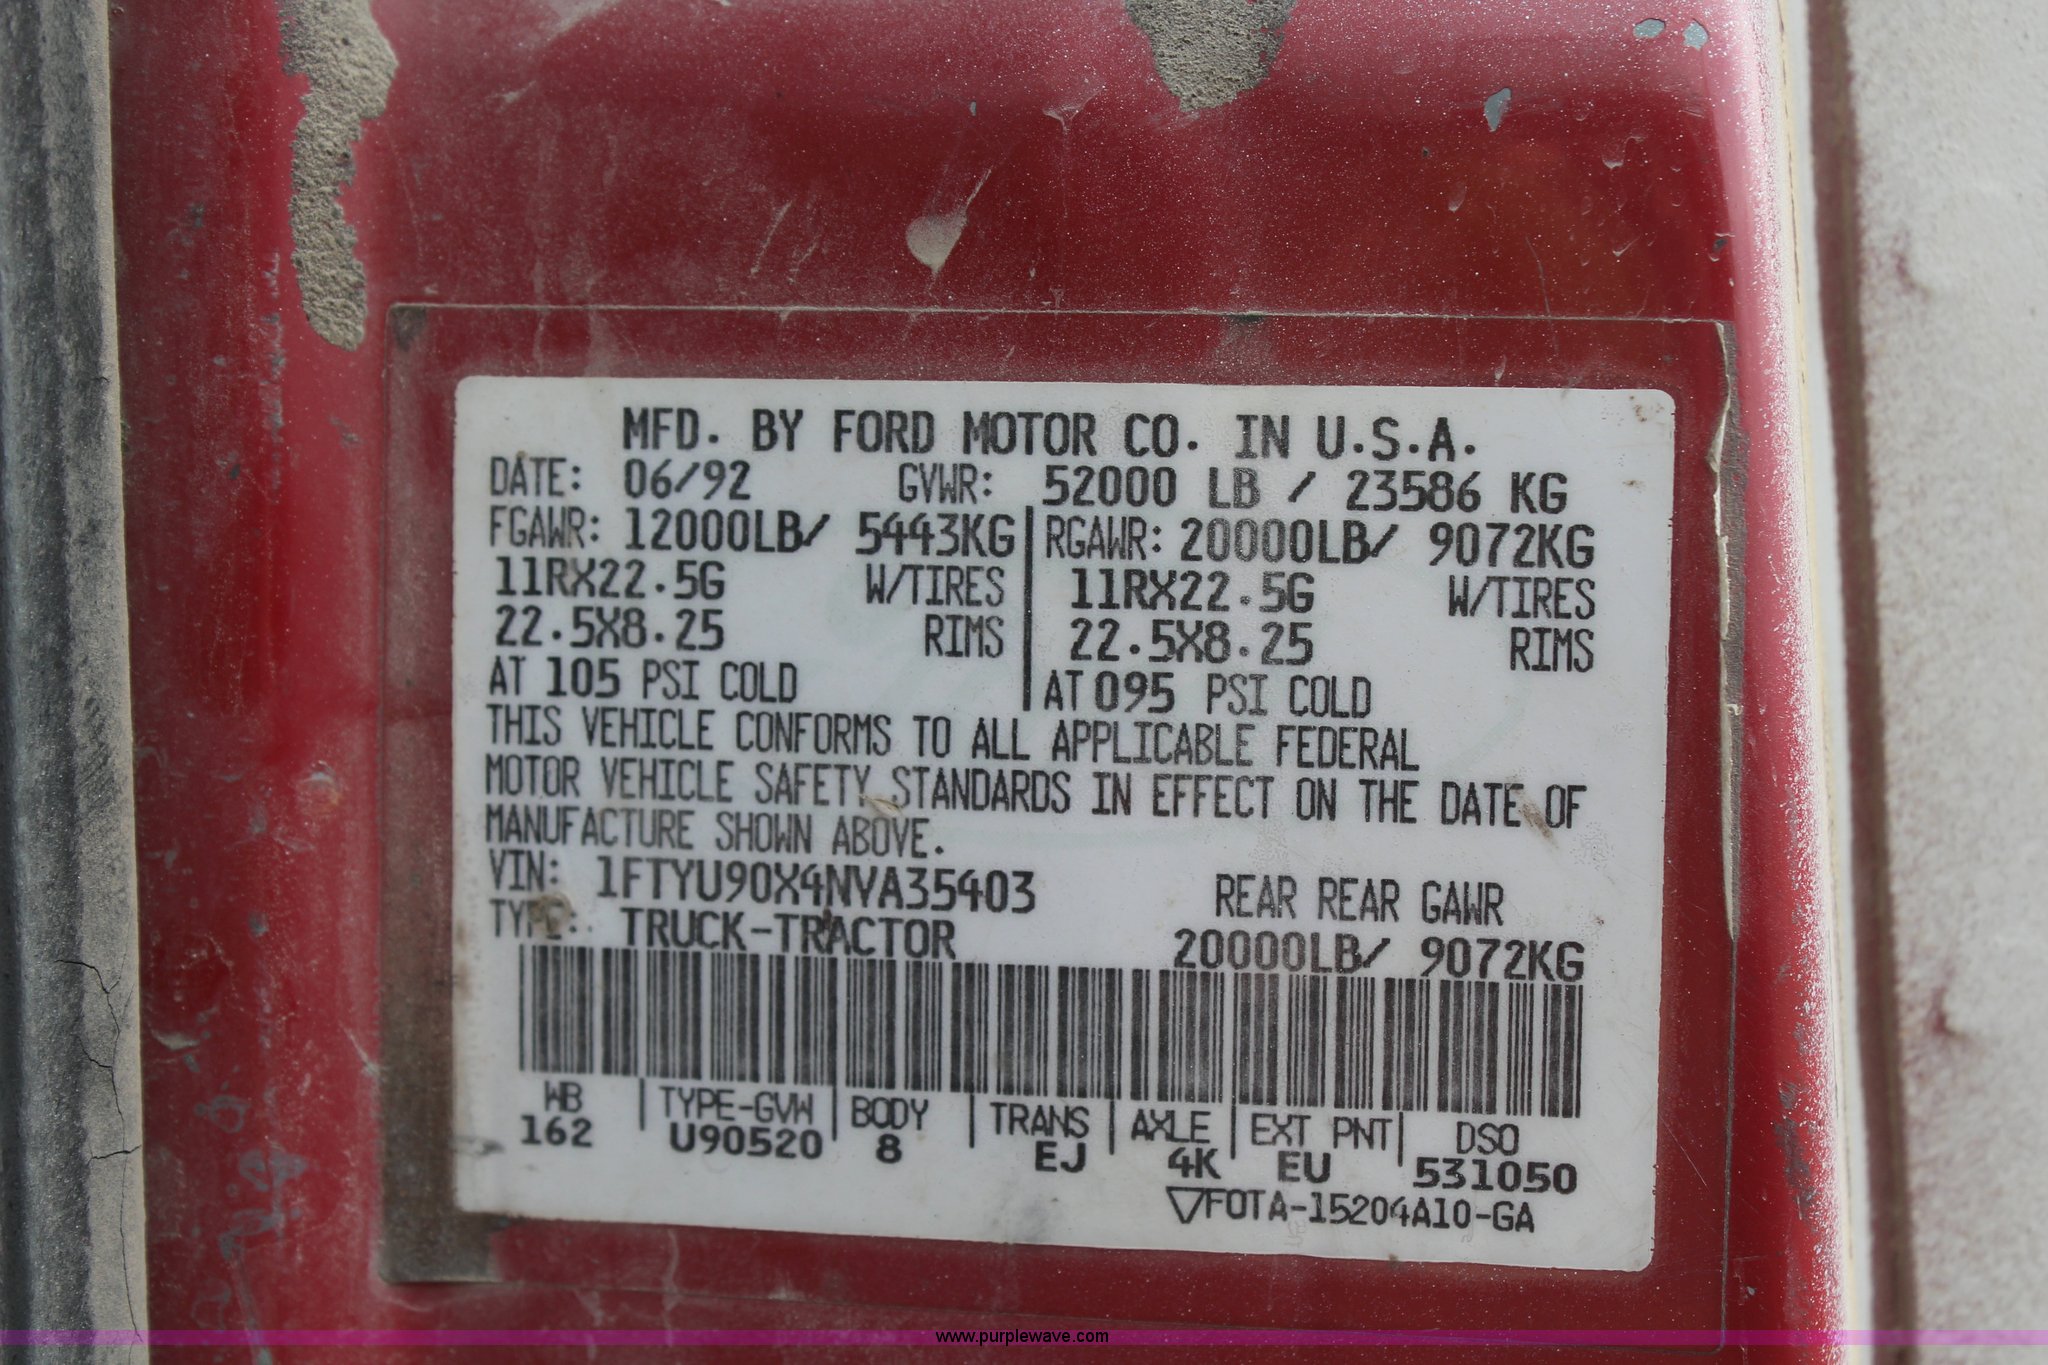 MFD. BY FORD MOTOR CO. IN U.S.A.
DATE: 06/92 GVWR: 52000 LB / 23586 KG
FGAWR: 12000LB/ 5443KG RGAWR: 20000LB/ 9072KG
11RX22.5G W/TIRES 11RX22.5G W/TIRES
22.5X8.25 RIMS 22.5X8.25 RIMS
AT 105 PSI COLD AT 095 PSI COLD
THIS VEHICLE CONFORMS TO ALL APPLICABLE FEDERAL
MOTOR VEHICLE SAFETY STANDARDS IN EFFECT ON THE DATE OF
MANUFACTURE SHOWN ABOVE.
VIN: 1FTYU90X4NVA35403 REAR REAR GAWR
TYPE: TRUCK-TRACTOR 20000LB/ 9072KG
WB TYPE-GVW BODY TRANS AXLE EXT PNT DSO
162 U90520 8 EJ 4K EU 531050
▽FOTA-15204A10-GA
www.purplewave.com